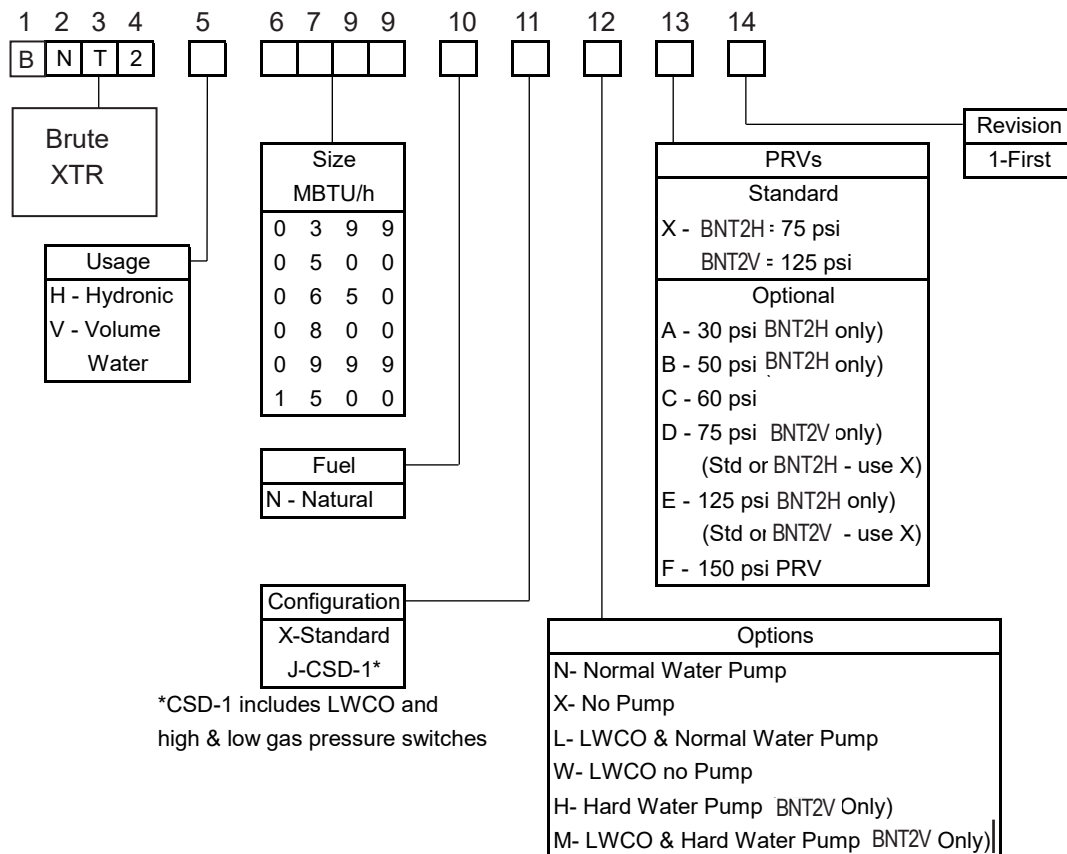 1 2 3 4 5 6 7 9 9 10 11 12 13 14
B N T 2
Brute
XTR
Usage
H - Hydronic
V - Volume
Water
Size
MBTU/h
0 3 9 9
0 5 0 0
0 6 5 0
0 8 0 0
0 9 9 9
1 5 0 0
Fuel
N - Natural
Configuration
X-Standard
J-CSD-1*
*CSD-1 includes LWCO and
high & low gas pressure switches
Options
N- Normal Water Pump
X- No Pump
L- LWCO & Normal Water Pump
W- LWCO no Pump
H- Hard Water Pump BNT2V Only)
M- LWCO & Hard Water Pump BNT2V Only)
PRVs
Standard
X - BNT2H = 75 psi
BNT2V = 125 psi
Optional
A - 30 psi BNT2H only)
B - 50 psi BNT2H only)
C - 60 psi
D - 75 psi BNT2V only)
(Std or BNT2H - use X)
E - 125 psi BNT2H only)
(Std or BNT2V - use X)
F - 150 psi PRV
Revision
1-First